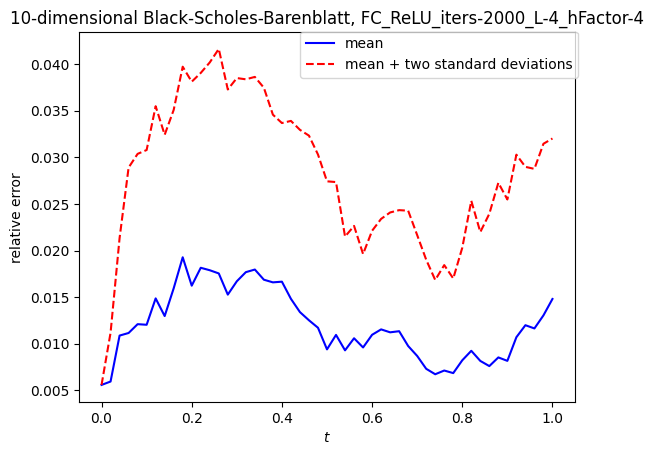 10-dimensional Black-Scholes-Barenblatt, FC_ReLU_iters-2000_L-4_hFactor-4
mean
mean + two standard deviations
relative error
0.040
0.035
0.030
0.025
0.020
0.015
0.010
0.005
0.0 0.2 0.4 0.6 0.8 1.0
t